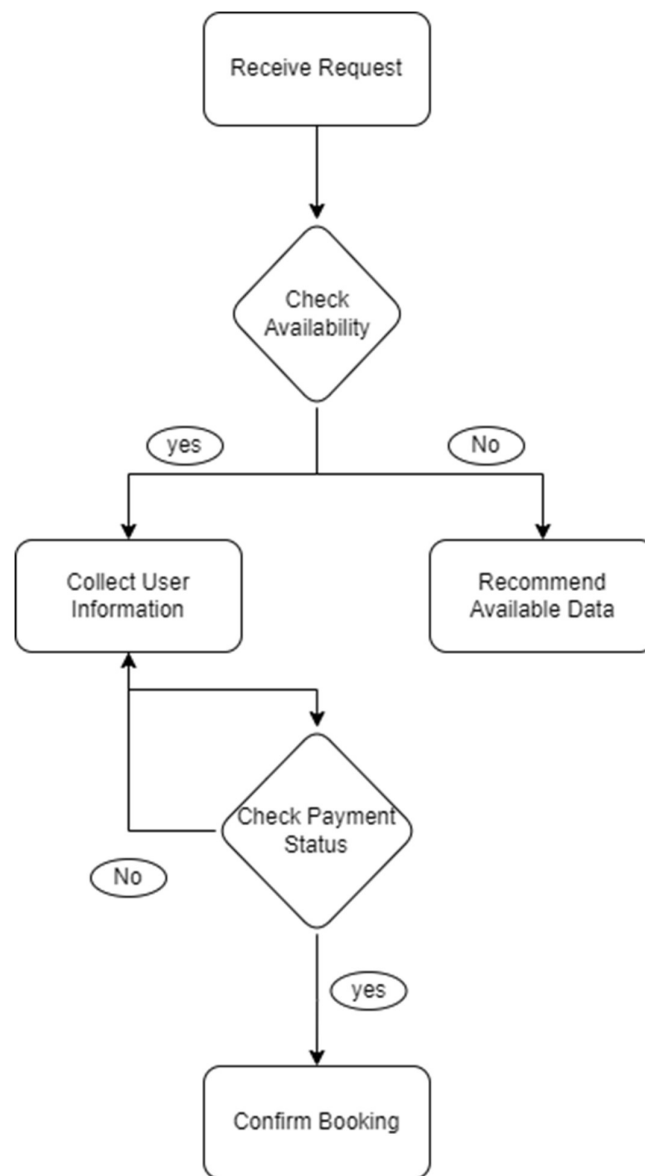 Receive Request
Check
Availability
yes
No
Collect User
Information
Recommend
Available Data
Check Payment
Status
No
yes
Confirm Booking